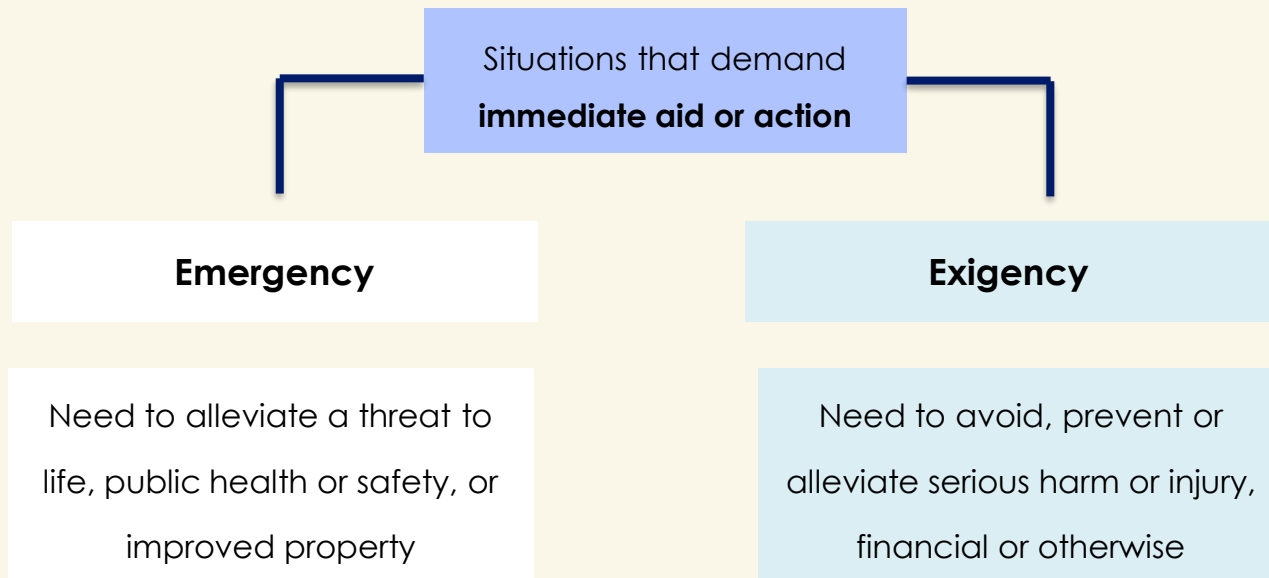 Situations that demand
immediate aid or action
Emergency
Exigency
Need to alleviate a threat to
life, public health or safety, or
improved property
Need to avoid, prevent or
alleviate serious harm or injury,
financial or otherwise